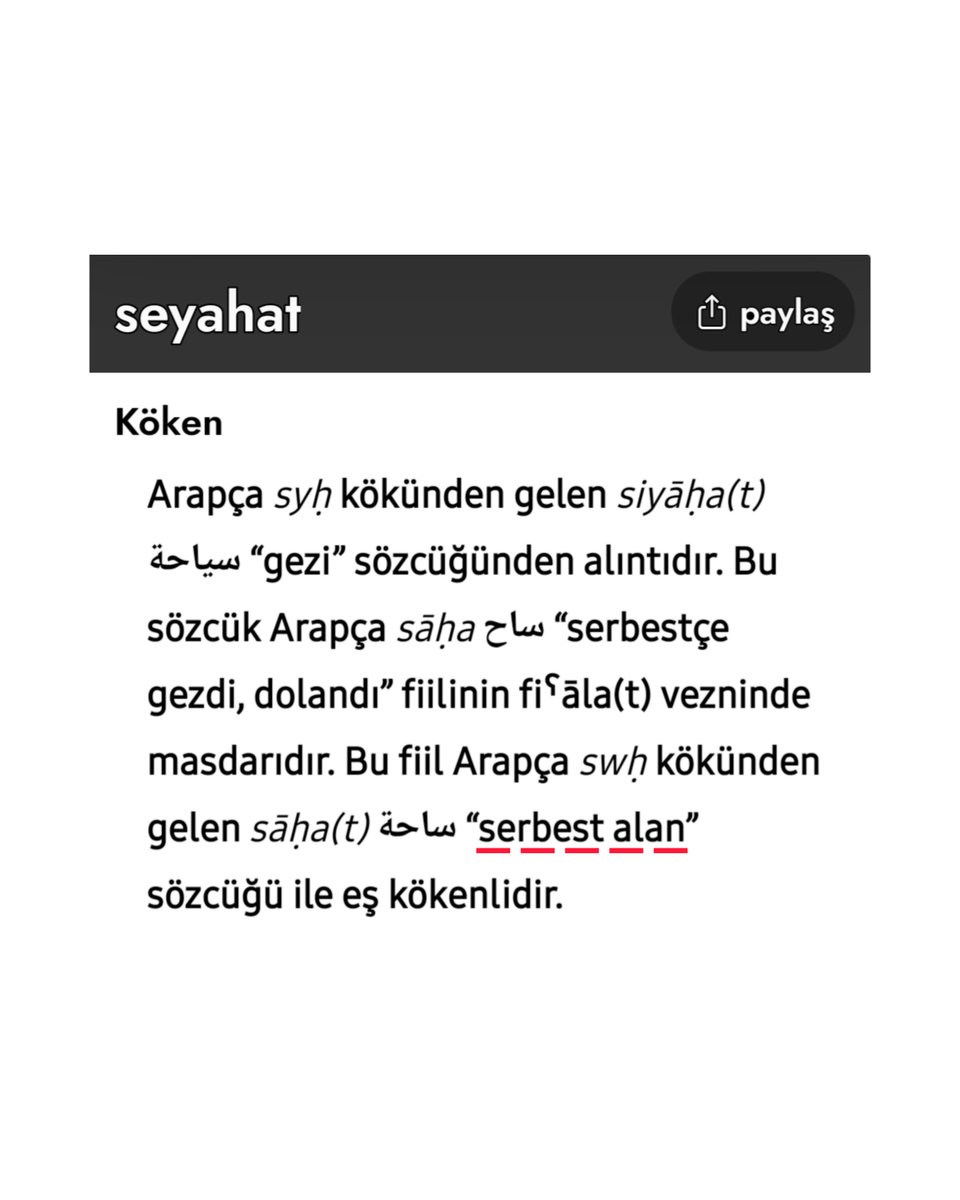 seyahat
paylaş
Köken
Arapça syḥ kökünden gelen siyāḥa(t)
سياحة “gezi” sözcüğünden alıntıdır. Bu
sözcük Arapça sāḥa ساح “serbestçe
gezdi, dolandı” fiilinin fiˁāla(t) vezninde
masdarıdır. Bu fiil Arapça swḥ kökünden
gelen sāḥa(t) ساحة “serbest alan”
sözcüğü ile eş kökenlidir.